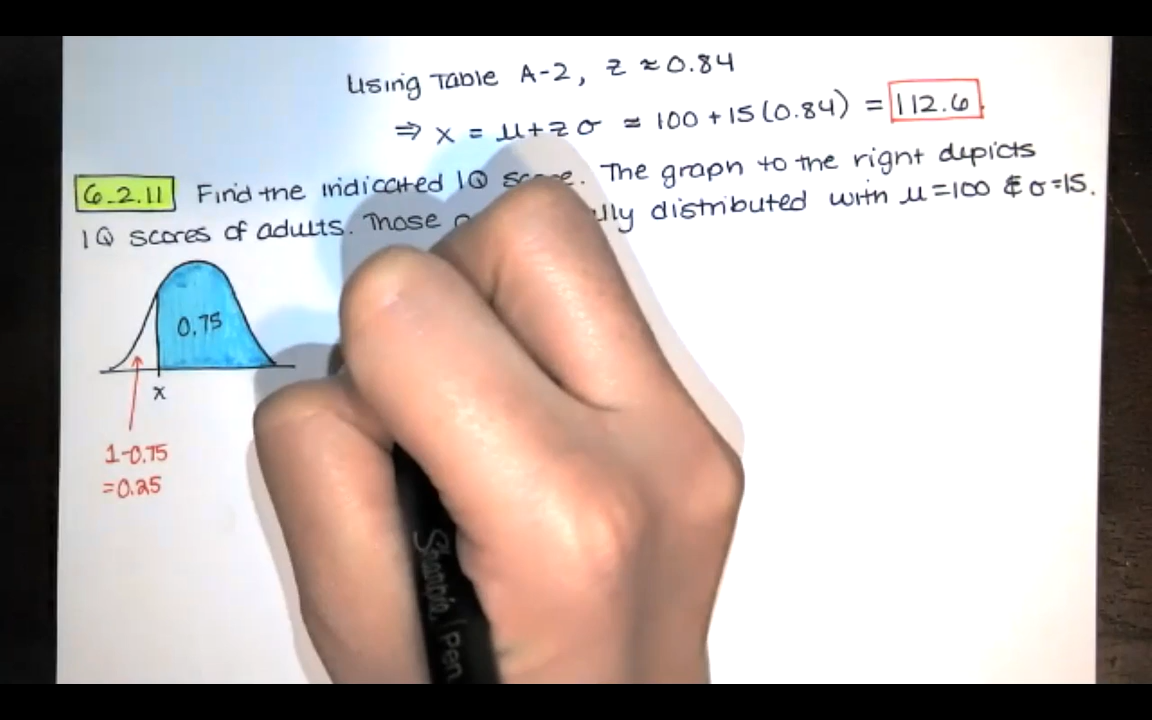 Using Table A-2, z ≈ 0.84
⇒ x = μ+zσ ≈ 100 + 15(0.84) = 112.6.
6.2.11 Find the indicated IQ score. The graph to the right depicts
IQ scores of adults. Those distributed with μ=100 & σ=15.
0.75
x
1-0.75
=0.25
Sharpie Pen